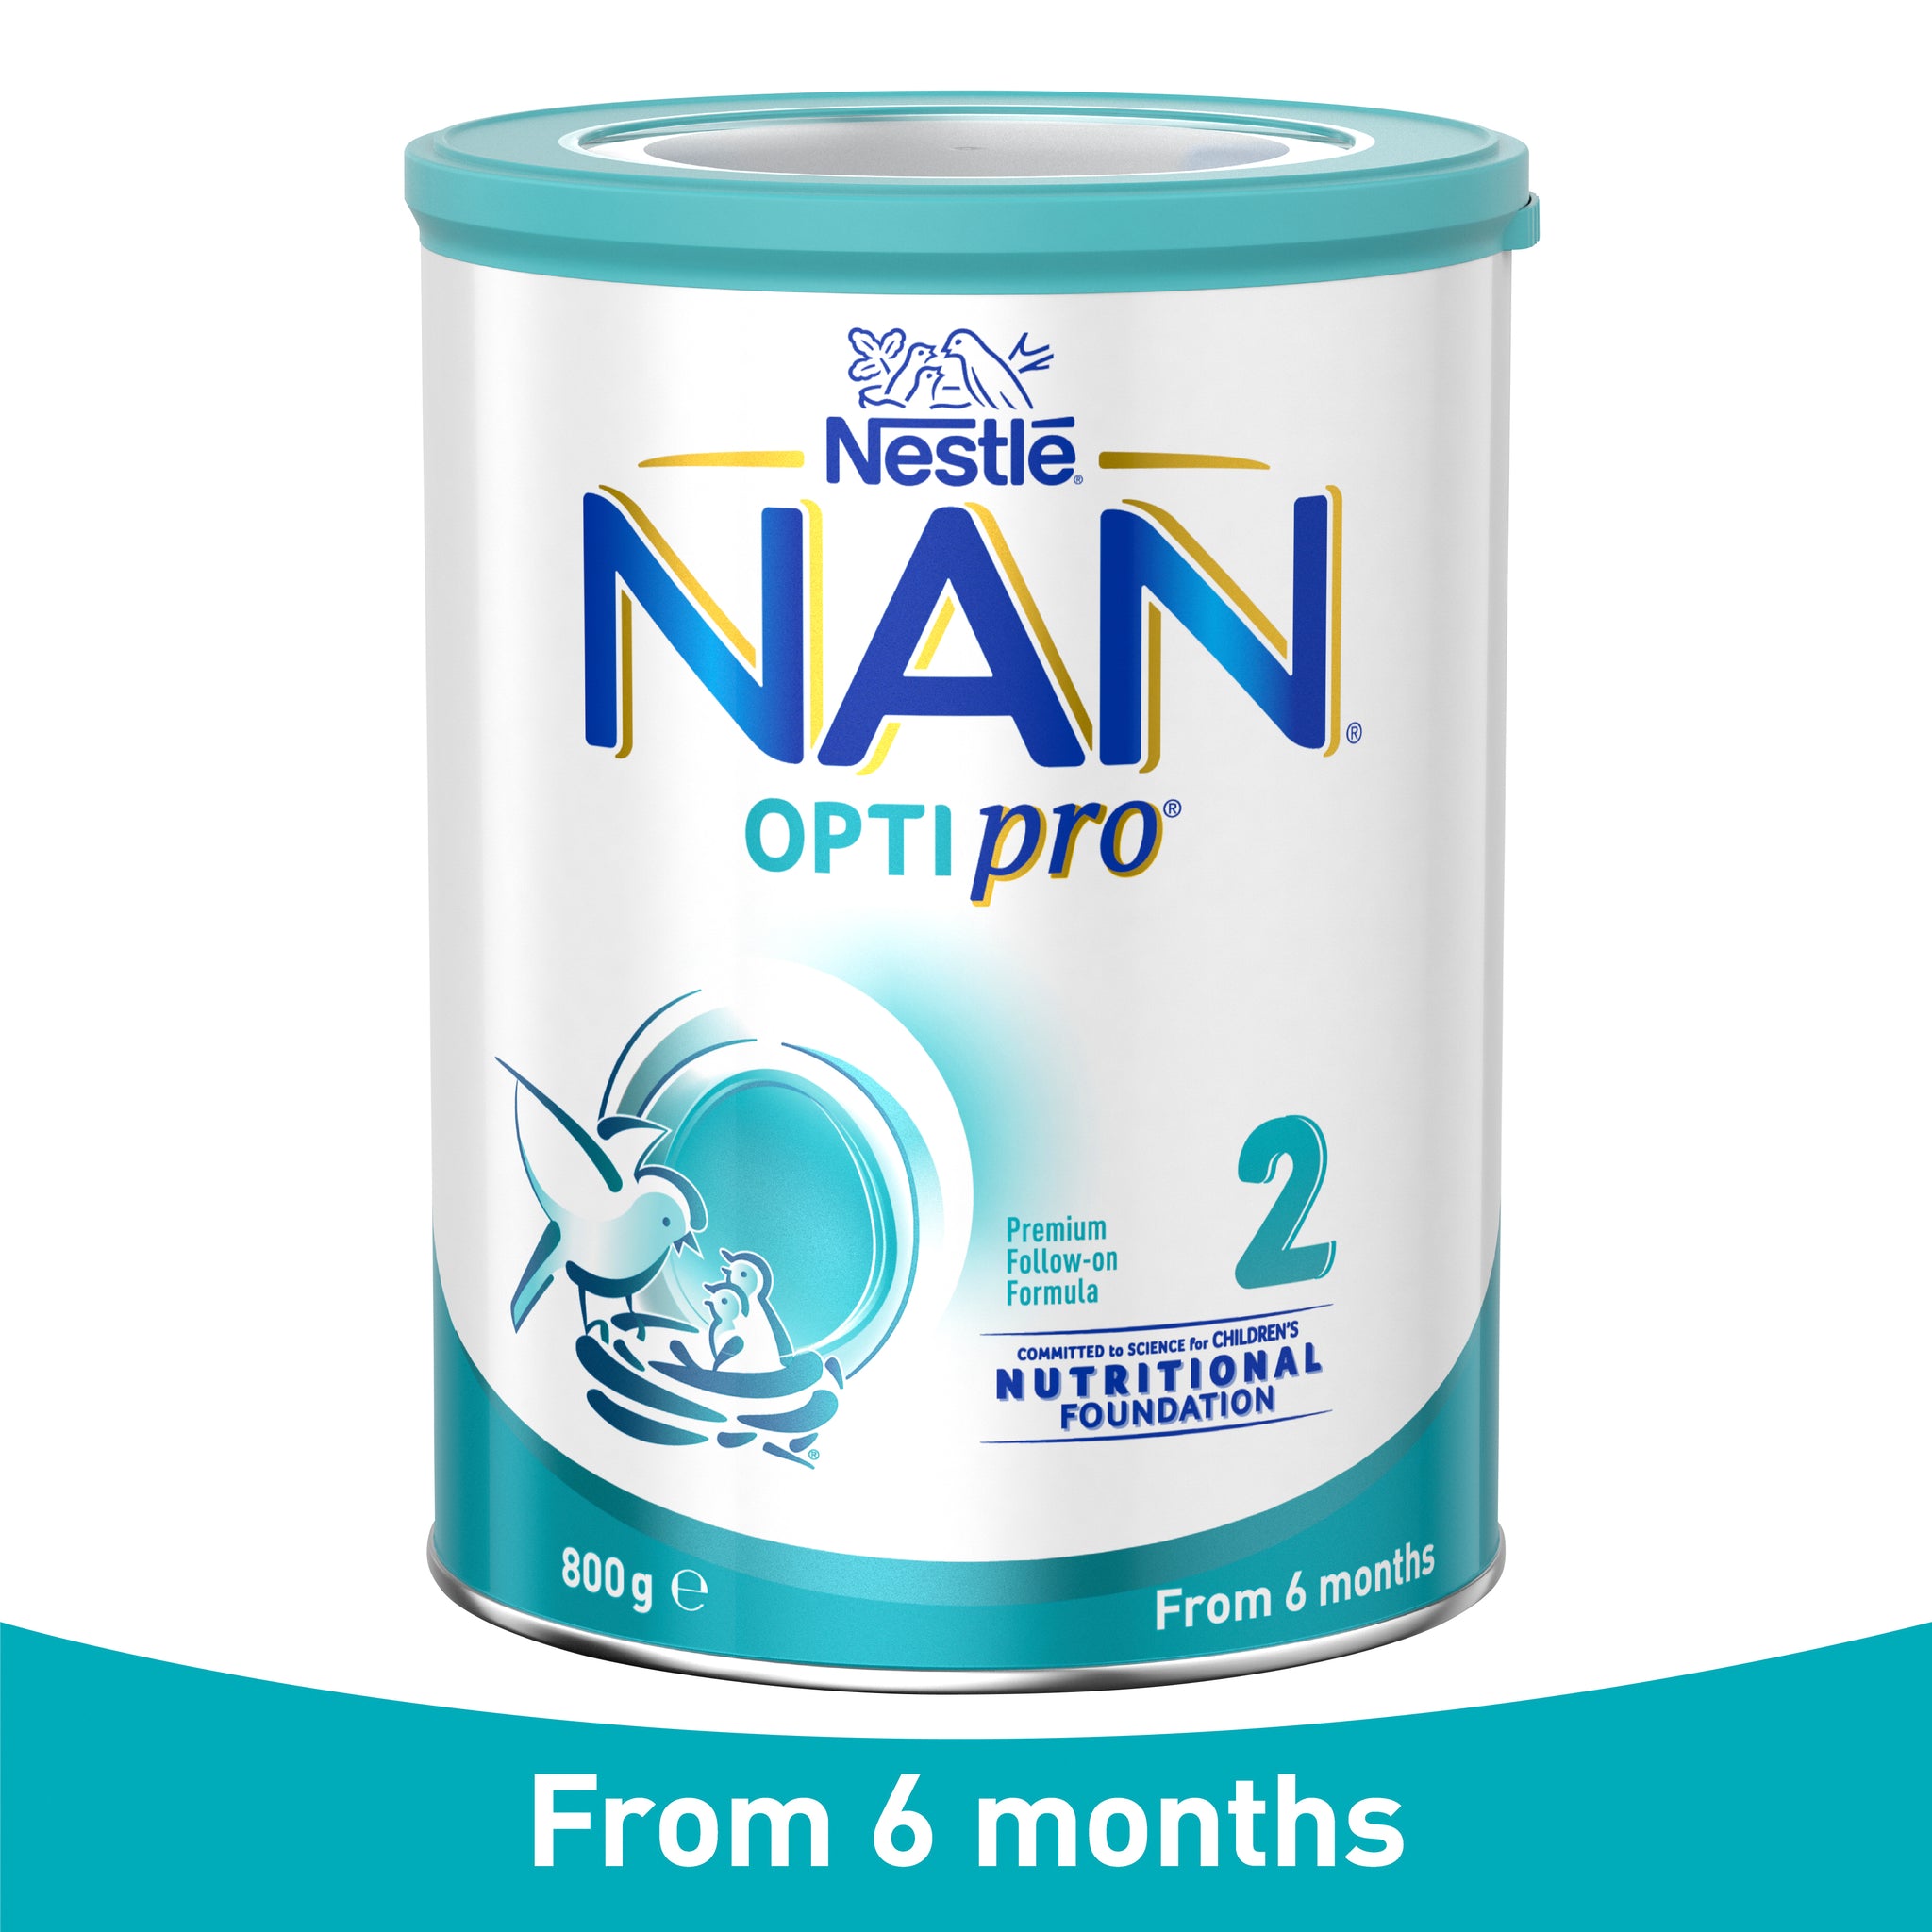 Nestlé®
NAN®
OPTIpro®
2
Premium
Follow-on
Formula
COMMITTED to SCIENCE for CHILDREN'S
NUTRITIONAL
FOUNDATION
®
800g ℮
From 6 months
From 6 months